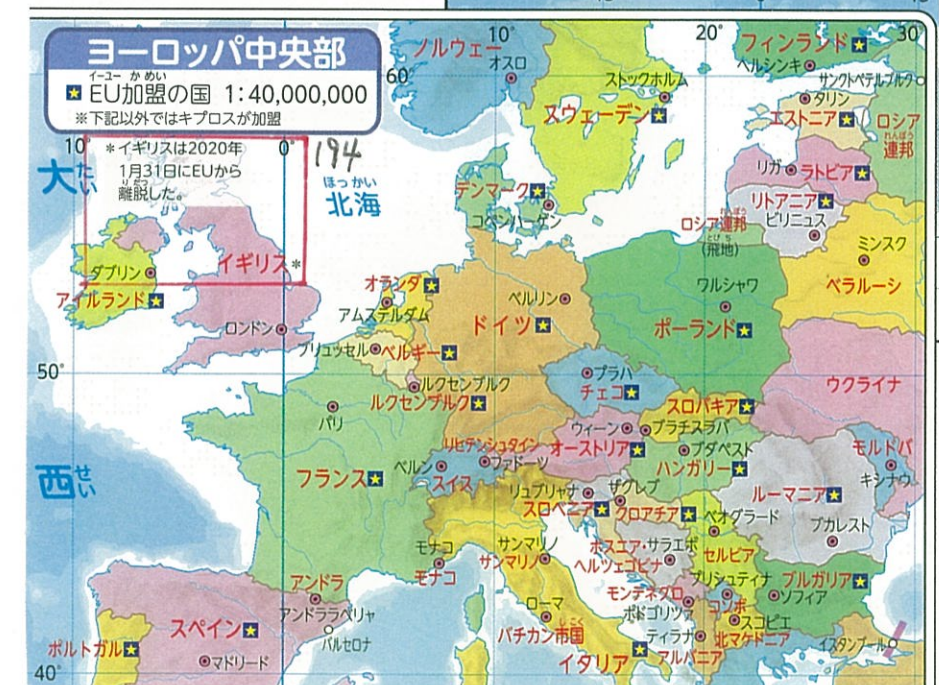 ヨーロッパ中央部
イーユー かめい
EU加盟の国 1:40,000,000
※下記以外ではキプロスが加盟
ノルウェー
オスロ
10°
20°
30°
60°
フィンランド
ヘルシンキ
サンクトペテルブルク
ストックホルム
スウェーデン
タリン
エストニア
ロシア
れんぽう
連邦
10°
0°
194
*イギリスは2020年
1月31日にEUから
りだつ
離脱した。
大
たい
ほっかい
北海
デンマーク
コペンハーゲン
リガ
ラトビア
リトアニア
ビリニュス
ロシア連邦
とびち
(飛地)
ミンスク
ベラルーシ
ダブリン
アイルランド
イギリス*
ロンドン
オランダ
アムステルダム
ベルリン
ドイツ
ワルシャワ
ポーランド
ブリュッセル
ベルギー
50°
ルクセンブルク
ルクセンブルク
プラハ
チェコ
ウクライナ
パリ
スロバキア
ブラチスラバ
ウィーン
オーストリア
リヒテンシュタイン
ファドーツ
ベルン
スイス
ブダペスト
ハンガリー
モルドバ
キシナウ
西
せい
フランス
リュブリャナ
スロベニア
ザグレブ
クロアチア
ルーマニア
ブカレスト
ベオグラード
セルビア
モナコ
モナコ
サンマリノ
サンマリノ
ボスニア・
ヘルツェゴビナ
サラエボ
アンドラ
アンドララベリャ
バルセロナ
モンテネグロ
ポドゴリツァ
プリシュティナ
コソボ
ブルガリア
ソフィア
スペイン
マドリード
ポルトガル
40°
ローマ
しこく
バチカン市国
イタリア
スコピエ
北マケドニア
ティラナ
アルバニア
イスタンブール